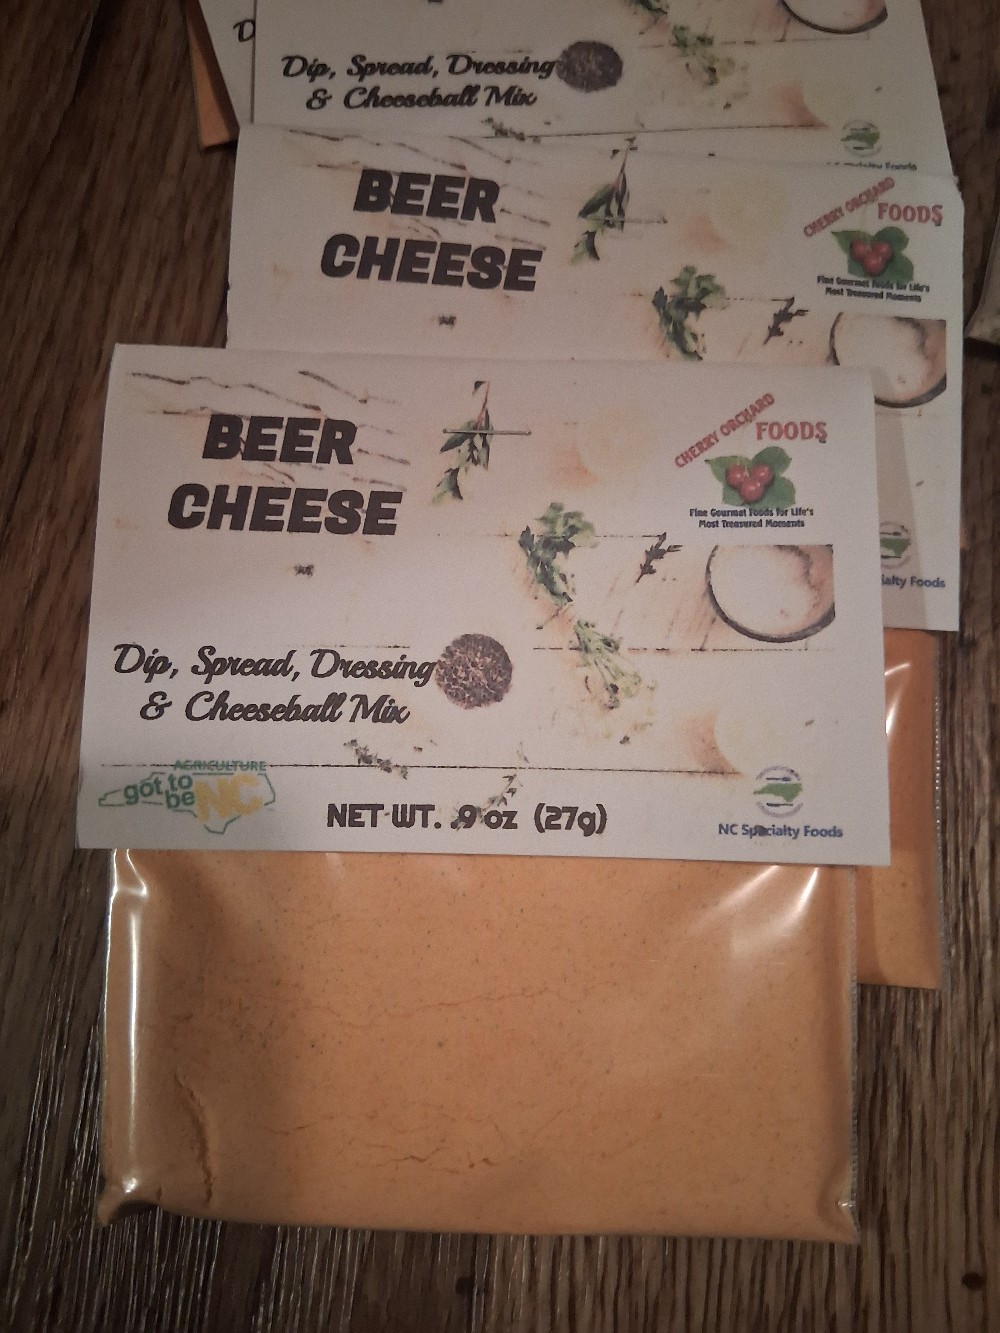 D
Dip, Spread, Dressing
& Cheeseball Mix
Specialty Foods
BEER
CHEESE
CHERRY ORCHARD
FOODS
Fine Gourmet Foods for Life's
Most Treasured Moments
ialty Foods
BEER
CHEESE
CHERRY ORCHARD
FOODS
Fine Gourmet Foods for Life's
Most Treasured Moments
Dip, Spread, Dressing
& Cheeseball Mix
AGRICULTURE
got to
be NC
NET WT. .9 oz (27g)
NC Specialty Foods